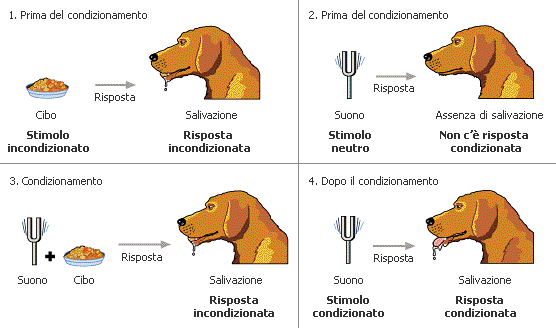 1. Prima del condizionamento
Risposta
Cibo
Salivazione
Stimolo
incondizionato
Risposta
incondizionata
2. Prima del condizionamento
Risposta
Suono
Assenza di salivazione
Stimolo
neutro
Non c'è risposta
condizionata
3. Condizionamento
Risposta
Suono
Cibo
Salivazione
Risposta
incondizionata
4. Dopo il condizionamento
Risposta
Suono
Salivazione
Stimolo
condizionato
Risposta
condizionata